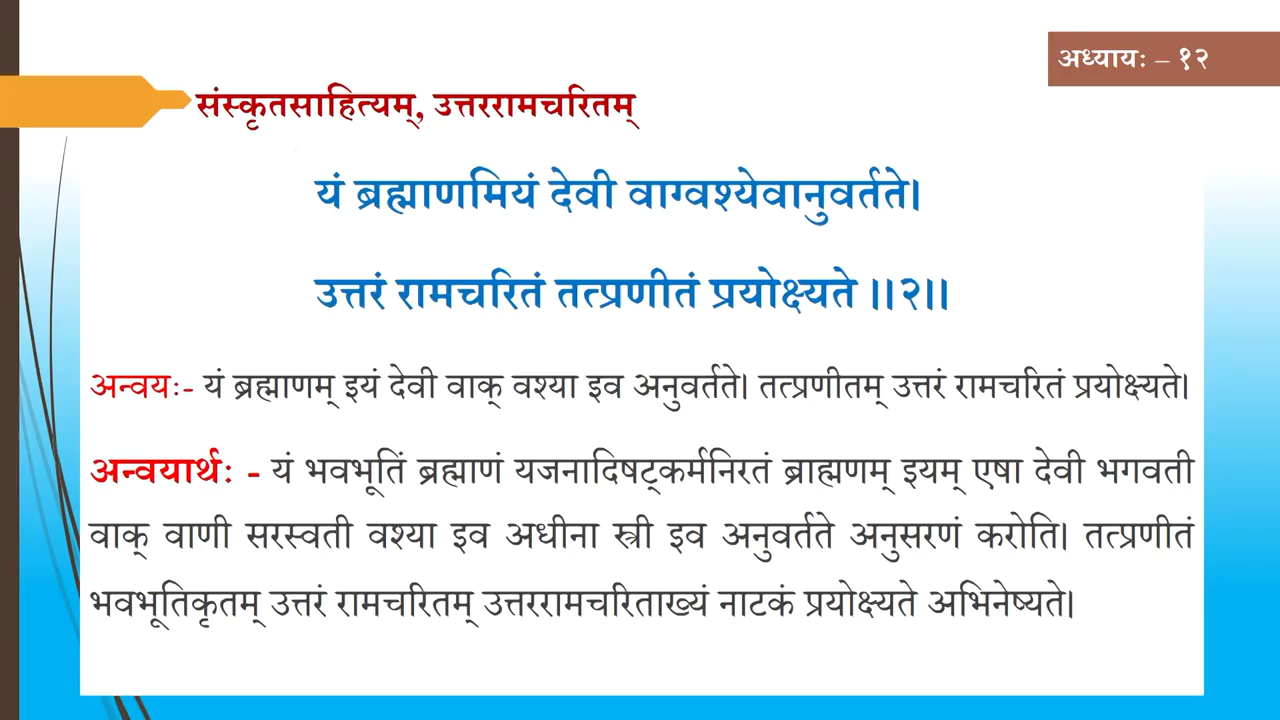 अध्यायः – १२
संस्कृतसाहित्यम्, उत्तररामचरितम्
यं ब्रह्माणमियं देवी वाग्वश्येवानुवर्तते।
उत्तरं रामचरितं तत्प्रणीतं प्रयोक्ष्यते ।।२।।
अन्वयः- यं ब्रह्माणम् इयं देवी वाक् वश्या इव अनुवर्तते। तत्प्रणीतम् उत्तरं रामचरितं प्रयोक्ष्यते।
अन्वयार्थः - यं भवभूतिं ब्रह्माणं यजनादिषट्कर्मनिरतं ब्राह्मणम् इयम् एषा देवी भगवती
वाक् वाणी सरस्वती वश्या इव अधीना स्त्री इव अनुवर्तते अनुसरणं करोति। तत्प्रणीतं
भवभूतिकृतम् उत्तरं रामचरितम् उत्तररामचरिताख्यं नाटकं प्रयोक्ष्यते अभिनेष्यते।